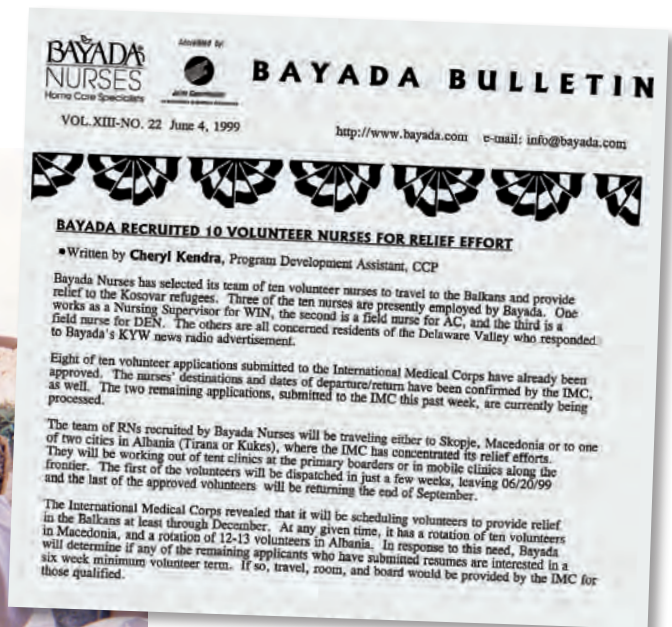 BAYADA
NURSES
Home Care Specialists
Accredited by:
Joint Commission
BAYADA BULLETIN
VOL.XIII-NO. 22 June 4, 1999
http://www.bayada.com e-mail: info@bayada.com
BAYADA RECRUITED 10 VOLUNTEER NURSES FOR RELIEF EFFORT
•Written by Cheryl Kendra, Program Development Assistant, CCP
Bayada Nurses has selected its team of ten volunteer nurses to travel to the Balkans and provide
relief to the Kosovar refugees. Three of the ten nurses are presently employed by Bayada. One
works as a Nursing Supervisor for WIN, the second is a field nurse for AC, and the third is a
field nurse for DEN. The others are all concerned residents of the Delaware Valley who responded
to Bayada's KYW news radio advertisement.
Eight of ten volunteer applications submitted to the International Medical Corps have already been
approved. The nurses' destinations and dates of departure/return have been confirmed by the IMC,
as well. The two remaining applications, submitted to the IMC this past week, are currently being
processed.
The team of RNs recruited by Bayada Nurses will be traveling either to Skopje, Macedonia or to one
of two cities in Albania (Tirana or Kukes), where the IMC has concentrated its relief efforts.
They will be working out of tent clinics at the primary boarders or in mobile clinics along the
frontier. The first of the volunteers will be dispatched in just a few weeks, leaving 06/20/99
and the last of the approved volunteers will be returning the end of September.
The International Medical Corps revealed that it will be scheduling volunteers to provide relief
in the Balkans at least through December. At any given time, it has a rotation of ten volunteers
in Macedonia, and a rotation of 12-13 volunteers in Albania. In response to this need, Bayada
will determine if any of the remaining applicants who have submitted resumes are interested in a
six week minimum volunteer term. If so, travel, room, and board would be provided by the IMC for
those qualified.